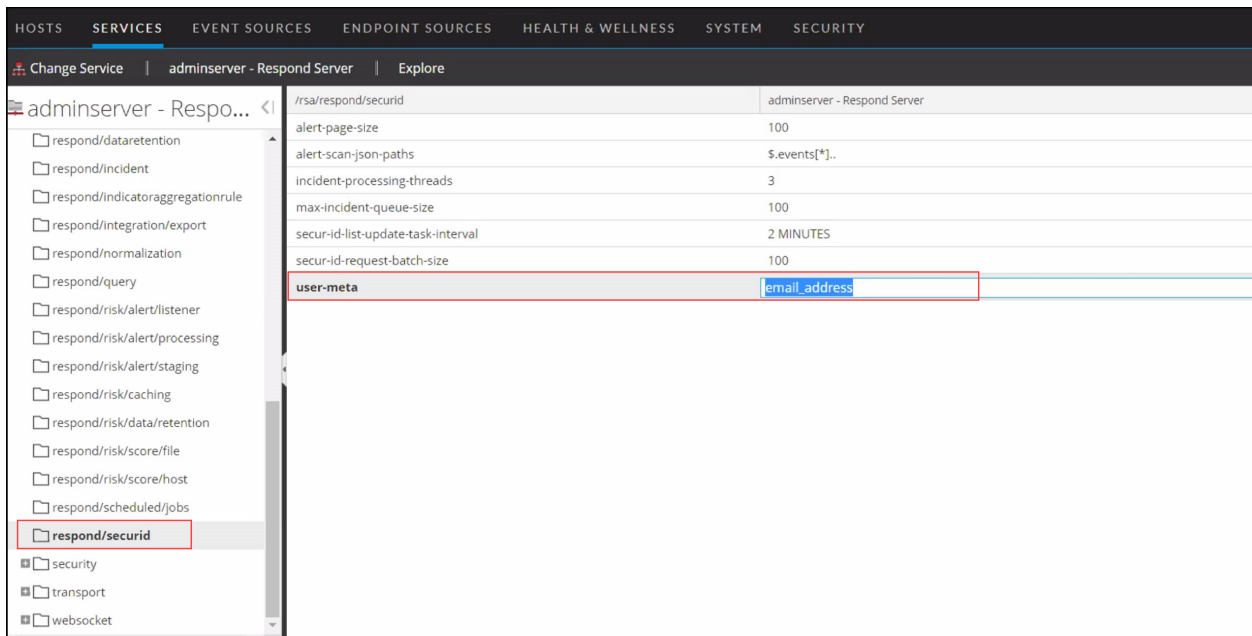 HOSTS SERVICES EVENT SOURCES ENDPOINT SOURCES HEALTH & WELLNESS SYSTEM SECURITY
Change Service | adminserver - Respond Server | Explore
adminserver - Respo...
respond/dataretention
respond/incident
respond/indicatoraggregationrule
respond/integration/export
respond/normalization
respond/query
respond/risk/alert/listener
respond/risk/alert/processing
respond/risk/alert/staging
respond/risk/caching
respond/risk/data/retention
respond/risk/score/file
respond/risk/score/host
respond/scheduled/jobs
respond/securid
security
transport
websocket
/rsa/respond/securid adminserver - Respond Server
alert-page-size 100
alert-scan-json-paths $.events[*]..
incident-processing-threads 3
max-incident-queue-size 100
secur-id-list-update-task-interval 2 MINUTES
secur-id-request-batch-size 100
user-meta email_address